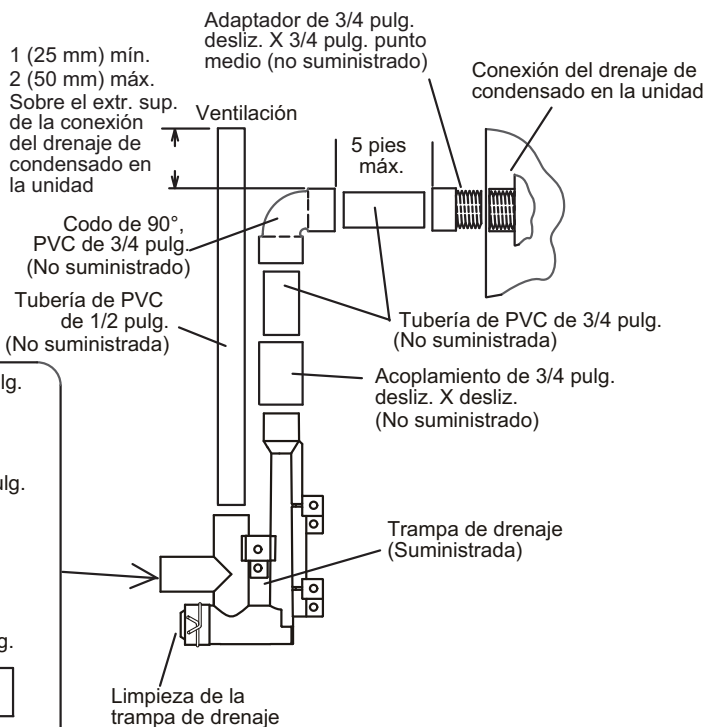 Adaptador de 3/4 pulg.
desliz. X 3/4 pulg. punto
medio (no suministrado)
1 (25 mm) mín.
2 (50 mm) máx.
Sobre el extr. sup.
de la conexión
del drenaje de
condensado en
la unidad
Ventilación
5 pies
máx.
Conexión del drenaje de
condensado en la unidad
Codo de 90°,
PVC de 3/4 pulg.
(No suministrado)
Tubería de PVC
de 1/2 pulg.
(No suministrada)
Tubería de PVC de 3/4 pulg.
(No suministrada)
Acoplamiento de 3/4 pulg.
desliz. X desliz.
(No suministrado)
Trampa de drenaje
(Suministrada)
Limpieza de la
trampa de drenaje